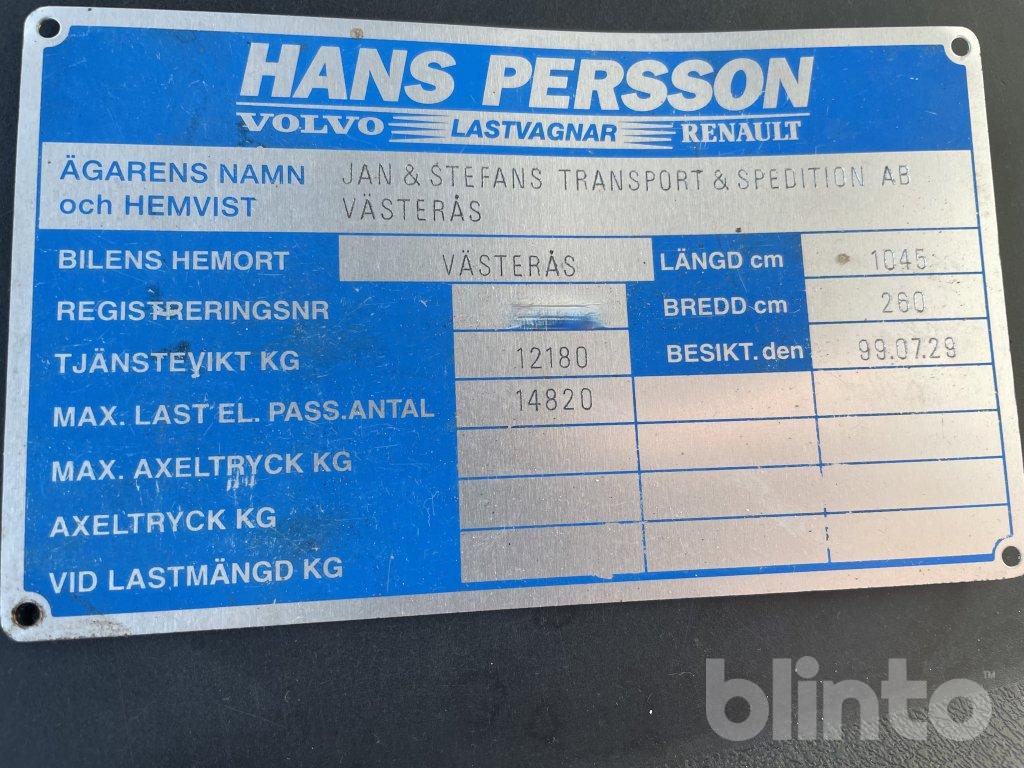 HANS PERSSON
VOLVO LASTVAGNAR RENAULT
ÄGARENS NAMN och HEMVIST JAN & STEFANS TRANSPORT & SPEDITION AB
VÄSTERÅS
BILENS HEMORT VÄSTERÅS LÄNGD cm 1045
REGISTRERINGSNR BREDD cm 260
TJÄNSTEVIKT KG 12180 BESIKT. den 99.07.29
MAX. LAST EL. PASS.ANTAL 14820
MAX. AXELTRYCK KG
AXELTRYCK KG
VID LASTMÄNGD KG
blinto™